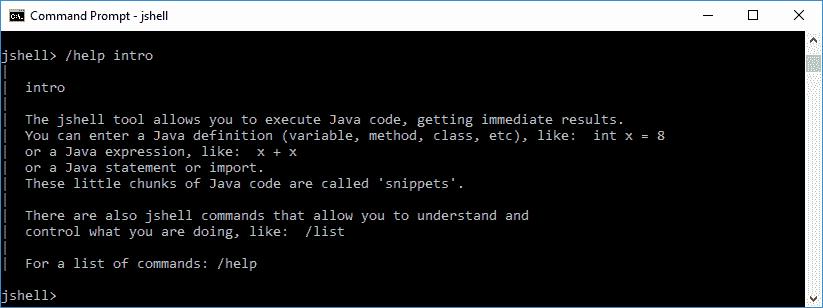 Command Prompt - jshell
jshell> /help intro
|
|  intro
|
|  The jshell tool allows you to execute Java code, getting immediate results.
|  You can enter a Java definition (variable, method, class, etc), like:  int x = 8
|  or a Java expression, like:  x + x
|  or a Java statement or import.
|  These little chunks of Java code are called 'snippets'.
|
|  There are also jshell commands that allow you to understand and
|  control what you are doing, like:  /list
|
|  For a list of commands: /help
jshell>